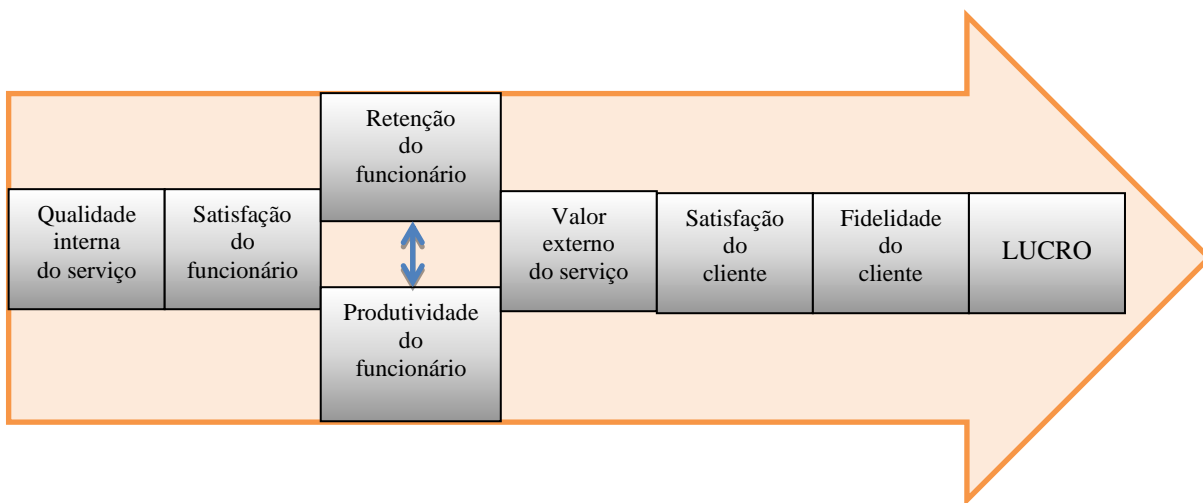 Qualidade
interna
do serviço
Satisfação
do
funcionário
Retenção
do
funcionário
Produtividade
do
funcionário
Valor
externo
do serviço
Satisfação
do
cliente
Fidelidade
do
cliente
LUCRO